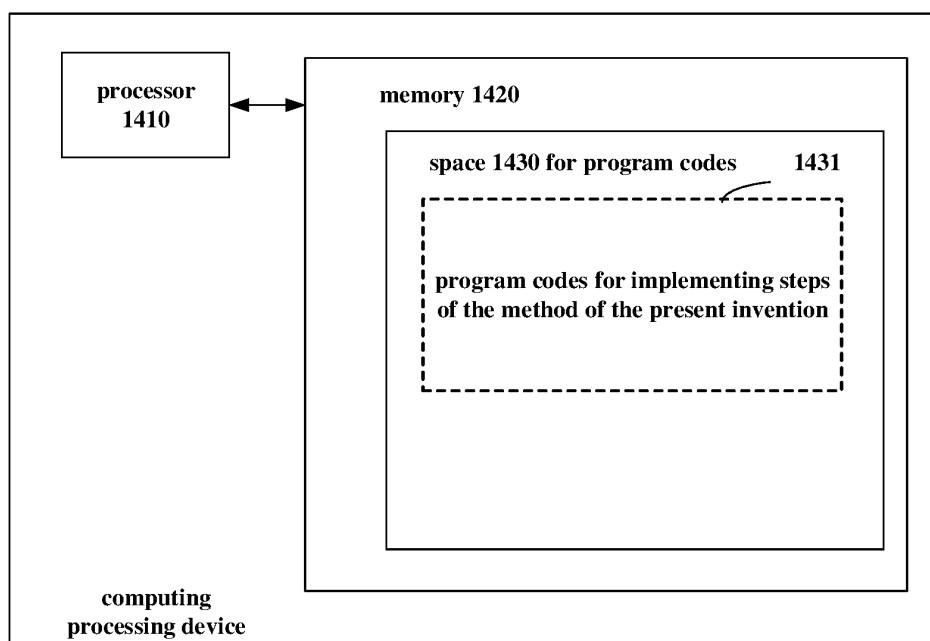 processor
1410
memory 1420
space 1430 for program codes
1431
program codes for implementing steps
of the method of the present invention
computing
processing device